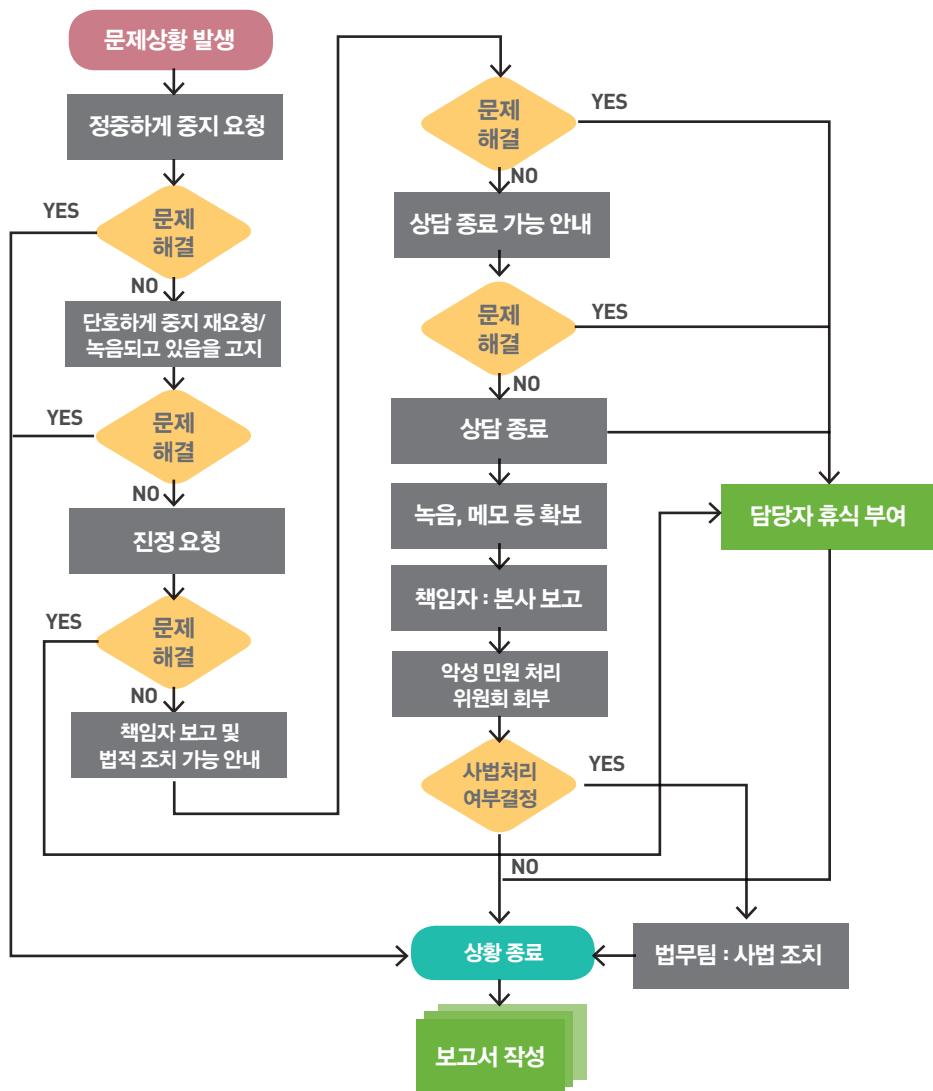 문제상황 발생
정중하게 중지 요청
YES
문제
해결
NO
단호하게 중지 재요청/
녹음되고 있음을 고지
YES
문제
해결
NO
진정 요청
YES
문제
해결
NO
책임자 보고 및
법적 조치 가능 안내
문제
해결
YES
NO
상담 종료 가능 안내
문제
해결
YES
NO
상담 종료
녹음, 메모 등 확보
담당자 휴식 부여
책임자 : 본사 보고
악성 민원 처리
위원회 회부
사법처리
여부결정
YES
NO
상황 종료
법무팀 : 사법 조치
보고서 작성